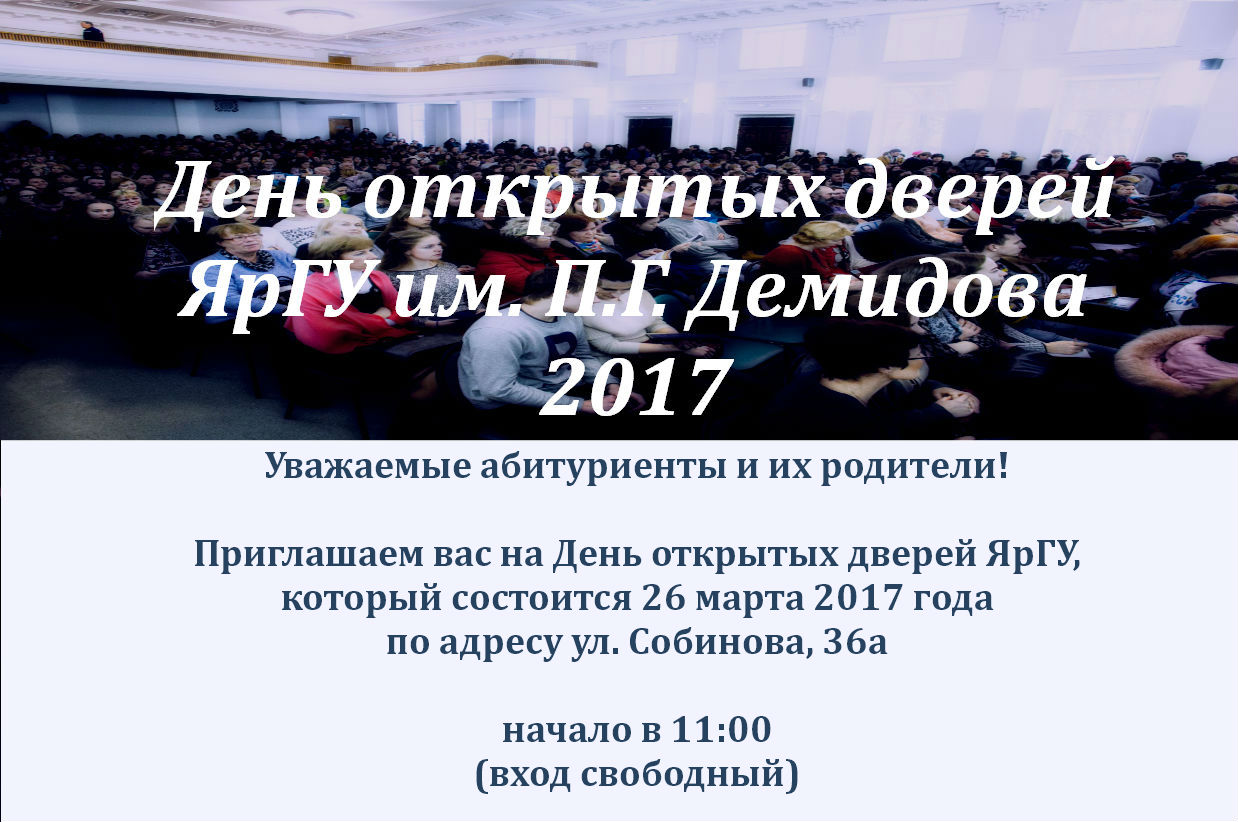 День открытых дверей
ЯрГУ им. П.Г. Демидова
2017
Уважаемые абитуриенты и их родители!
Приглашаем вас на День открытых дверей ЯрГУ,
который состоится 26 марта 2017 года
по адресу ул. Собинова, 36а
начало в 11:00
(вход свободный)